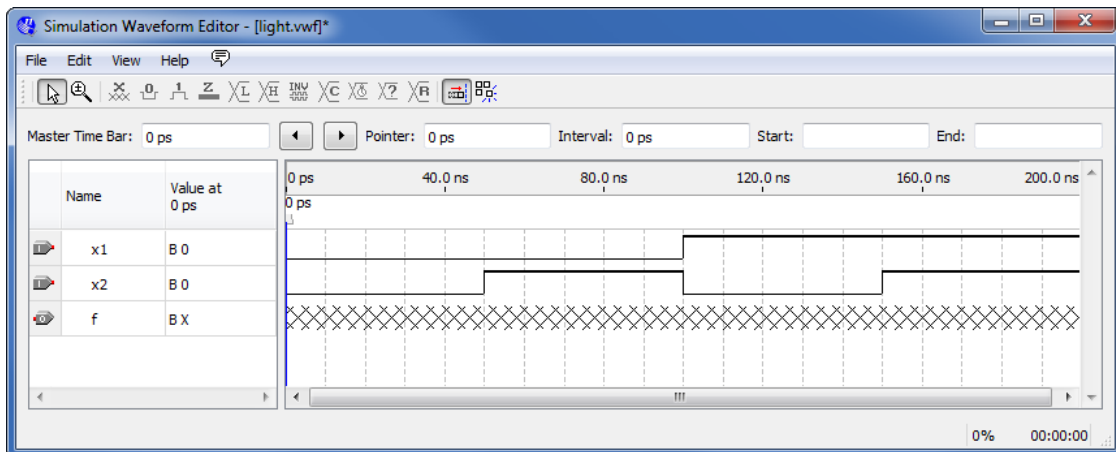 Simulation Waveform Editor - [light.vwf]*
File Edit View Help
Master Time Bar: 0 ps Pointer: 0 ps Interval: 0 ps Start: End:
Name Value at 0 ps
0 ps 40.0 ns 80.0 ns 120.0 ns 160.0 ns 200.0 ns
0 ps
x1 B 0
x2 B 0
f B X
0% 00:00:00